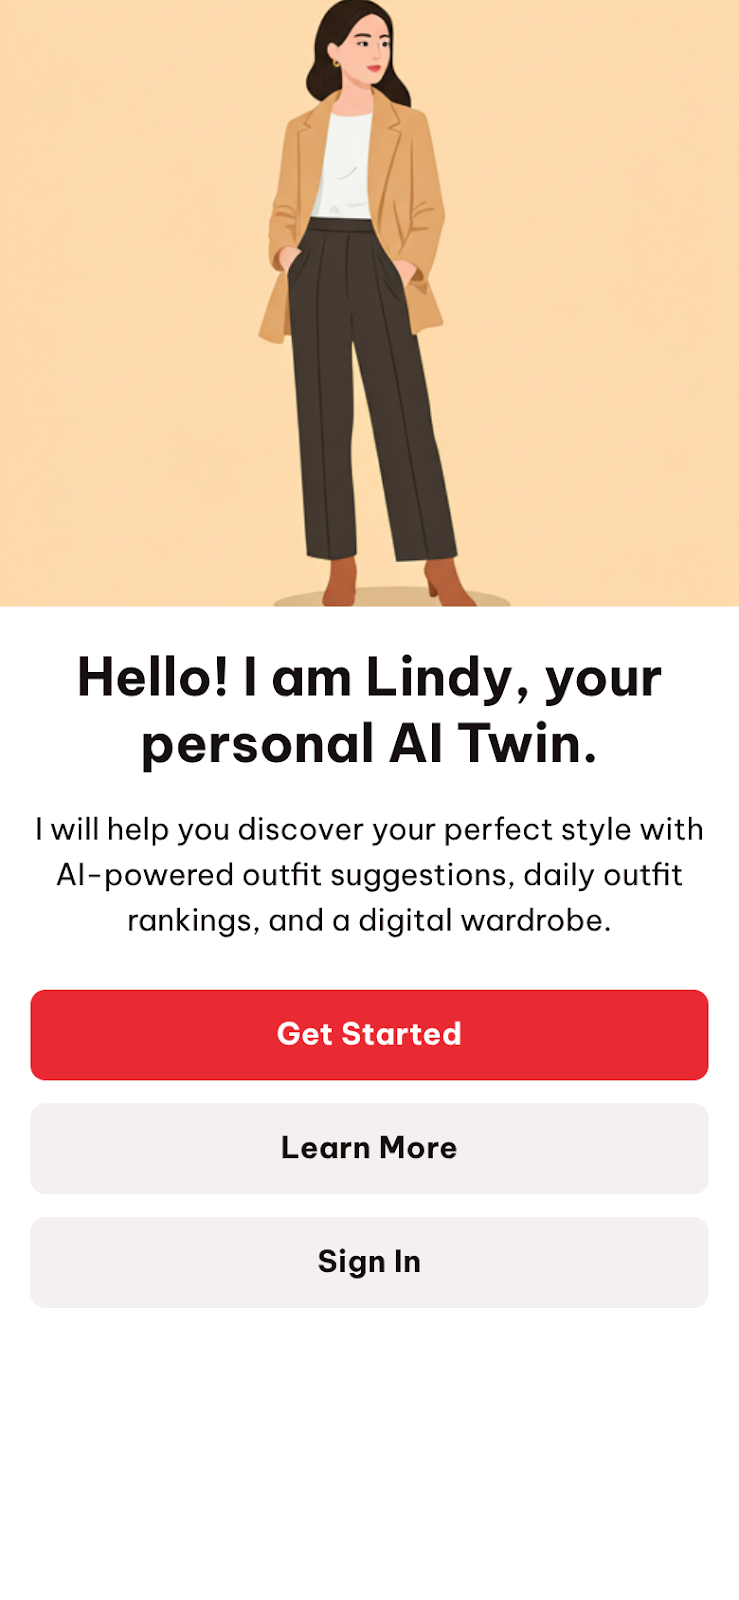 Hello! I am Lindy, your
personal AI Twin.
I will help you discover your perfect style with
AI-powered outfit suggestions, daily outfit
rankings, and a digital wardrobe.
Get Started
Learn More
Sign In